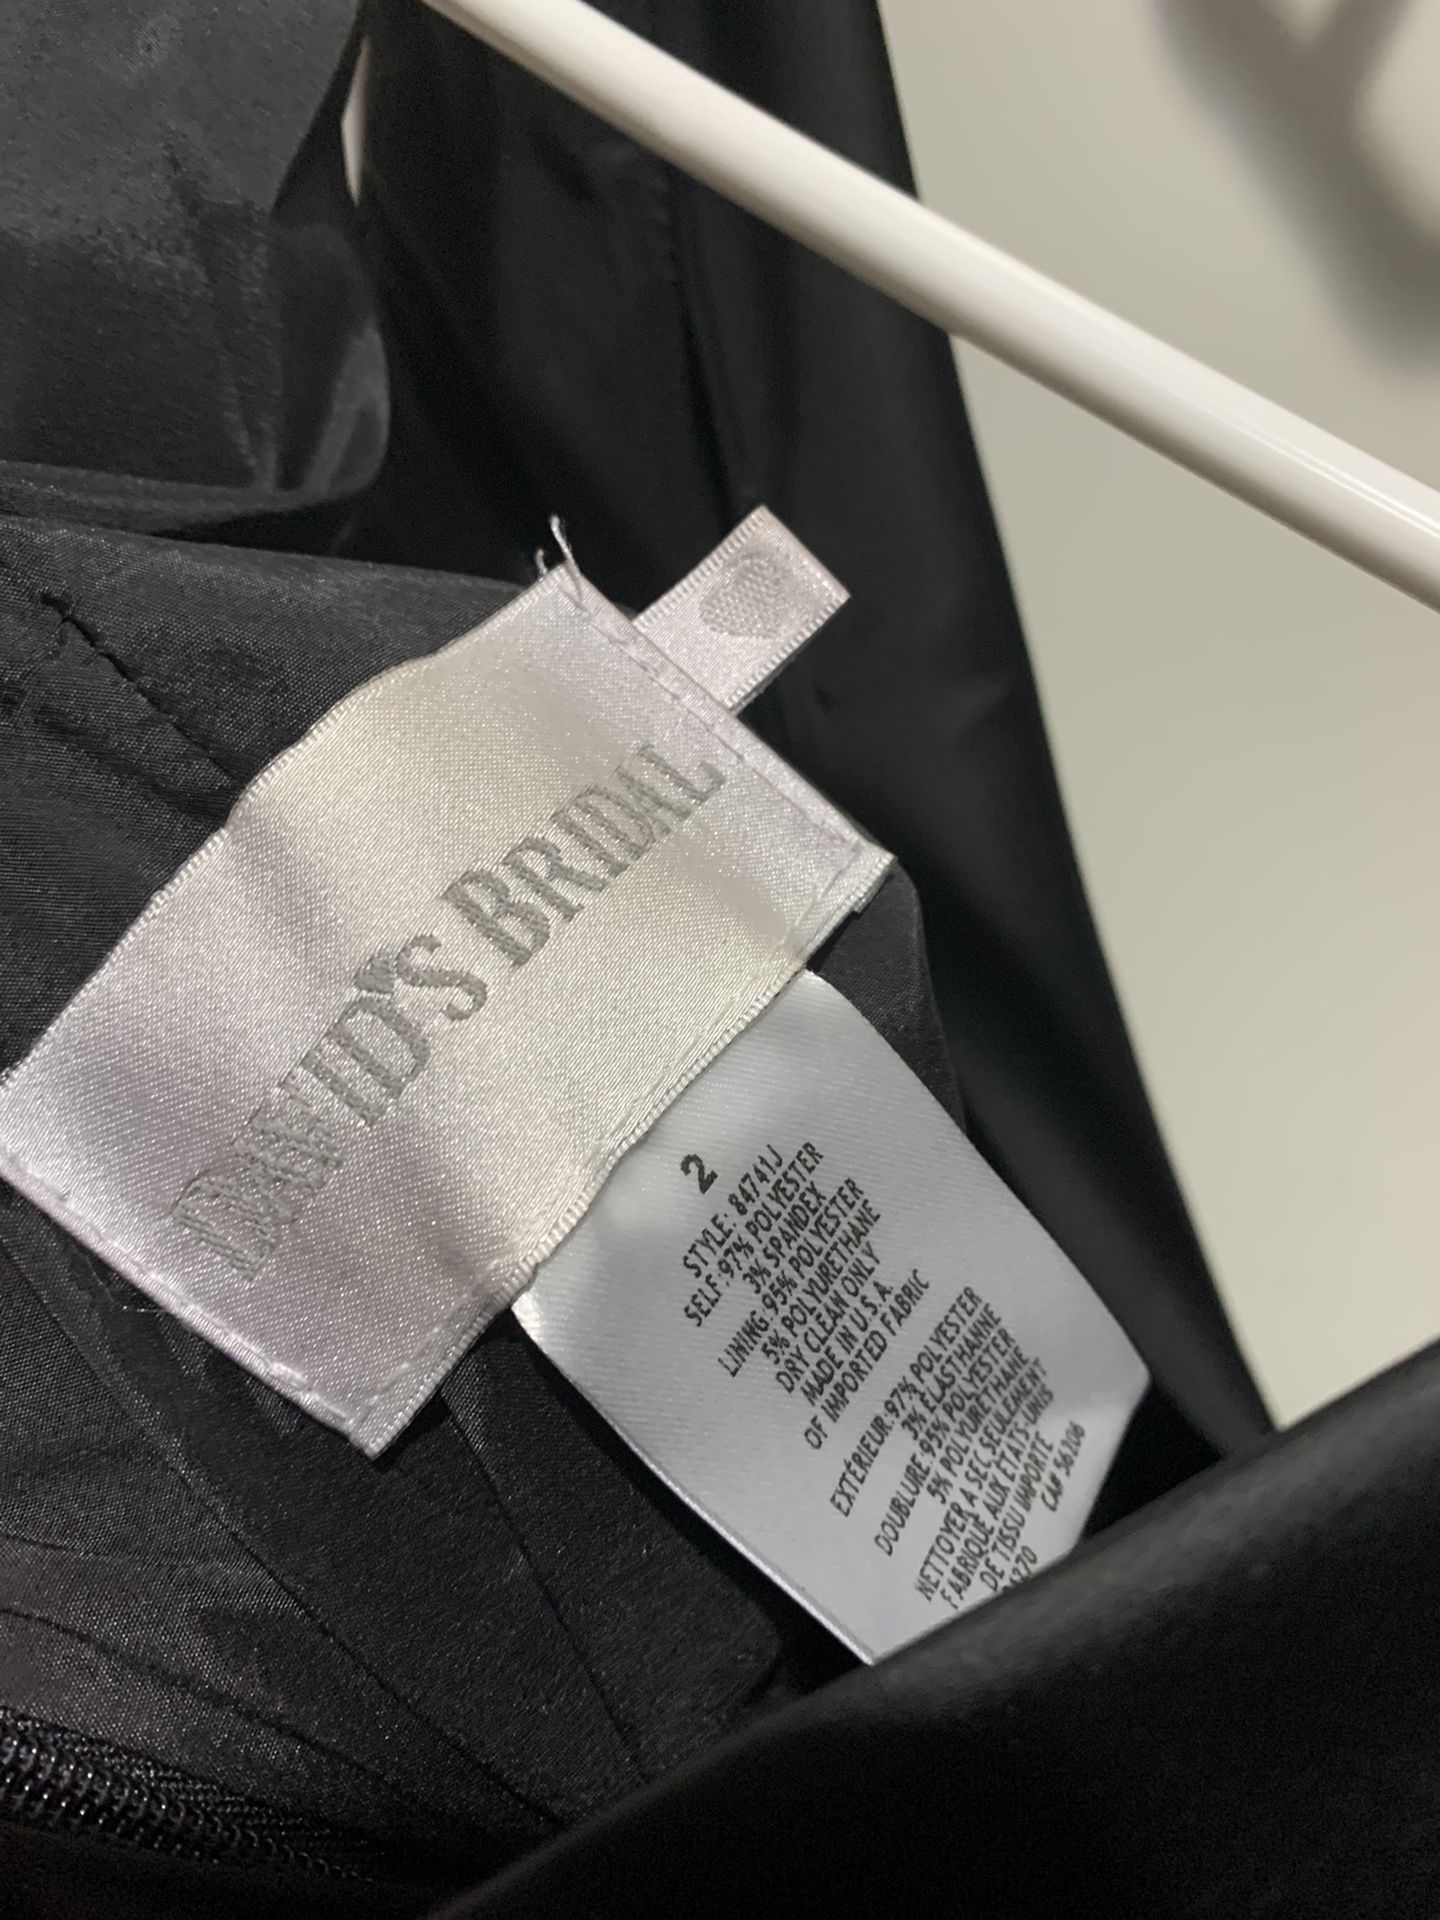 DAVID'S BRIDAL
2
STYLE: 84741J
SELF: 97% POLYESTER
3% SPANDEX
LINING: 95% POLYESTER
5% POLYURETHANE
DRY CLEAN ONLY
MADE IN U.S.A.
OF IMPORTED FABRIC
EXTÉRIEUR: 97% POLYESTER
3% ELASTHANNE
DOUBLURE: 95% POLYESTER
5% POLYURETHANE
NETTOYER A SEC SEULEMENT
FABRIQUE AUX ÉTATS-UNIS
DE TISSU IMPORTE
CA# 56206